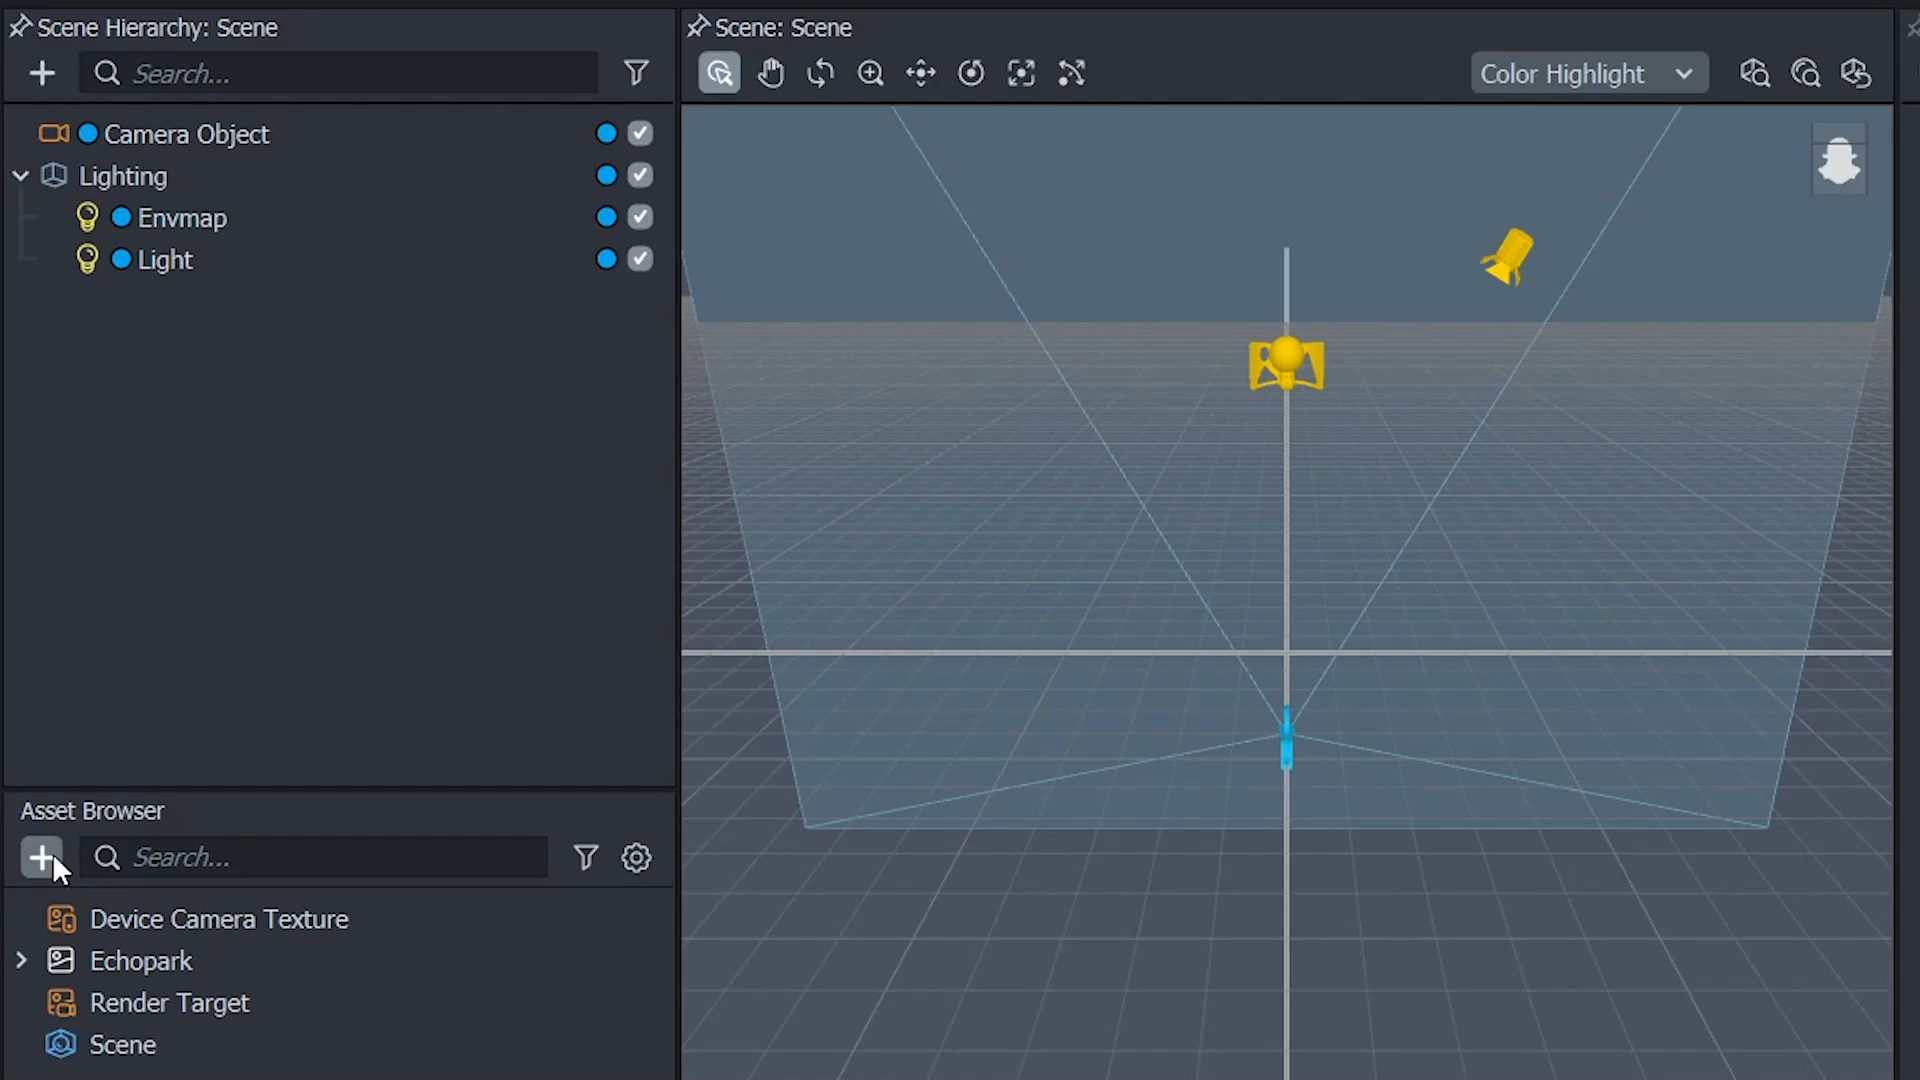 Scene Hierarchy: Scene
Search...
Camera Object
Lighting
Envmap
Light
Asset Browser
Search...
Device Camera Texture
Echopark
Render Target
Scene
Scene: Scene
Color Highlight